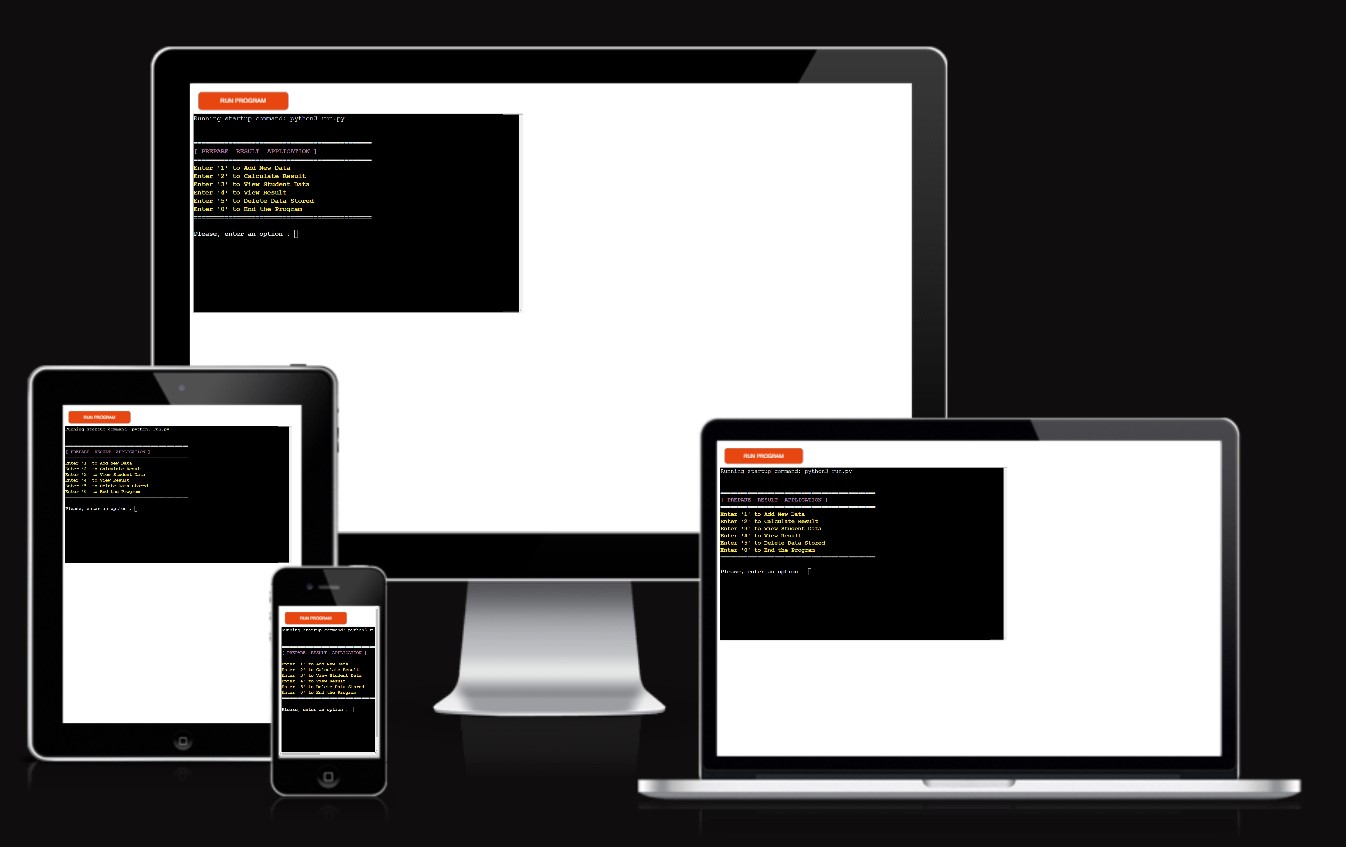 RUN PROGRAM
Running startup command: python3 run.py
[ PREPARE RESULT APPLICATION ]
Enter '1' to Add New Data
Enter '2' to Calculate Result
Enter '3' to View Student Data
Enter '4' to View Result
Enter '5' to Delete Data Stored
Enter '0' to End the Program
Please, enter an option :
RUN PROGRAM
Running startup command: python3 run.py
[ PREPARE RESULT APPLICATION ]
Enter '1' to Add New Data
Enter '2' to Calculate Result
Enter '3' to View Student Data
Enter '4' to View Result
Enter '5' to Delete Data Stored
Enter '0' to End the Program
Please, enter an option :
RUN PROGRAM
Running startup command: python3 r
[ PREPARE RESULT APPLICATION ]
Enter '1' to Add New Data
Enter '2' to Calculate Result
Enter '3' to View Student Data
Enter '4' to View Result
Enter '5' to Delete Data Stored
Enter '0' to End the Program
Please, enter an option :
RUN PROGRAM
Running startup command: python3 run.py
[ PREPARE RESULT APPLICATION ]
Enter '1' to Add New Data
Enter '2' to Calculate Result
Enter '3' to View Student Data
Enter '4' to View Result
Enter '5' to Delete Data Stored
Enter '0' to End the Program
Please, enter an option :